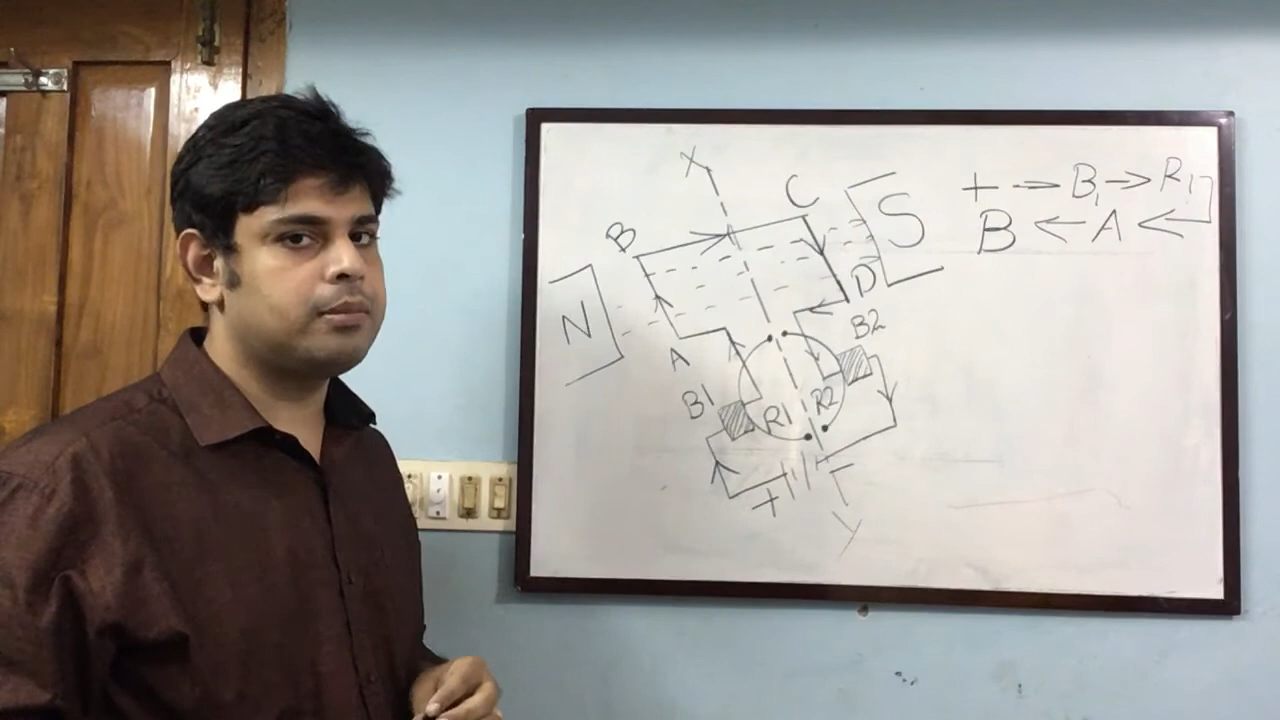 X
C
B
S
+ → B1 → R1
B ← A ←
N
D
B2
A
B1
R1 R2
+
Y